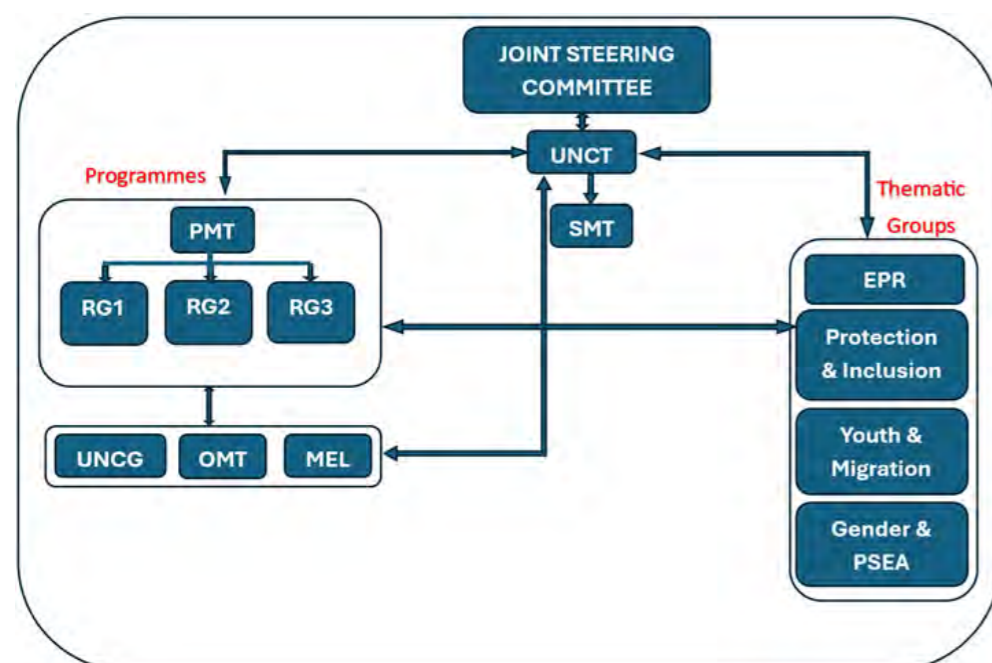 JOINT STEERING
COMMITTEE
UNCT
SMT
Programmes
PMT
RG1
RG2
RG3
UNCG
OMT
MEL
Thematic
Groups
EPR
Protection
& Inclusion
Youth &
Migration
Gender &
PSEA